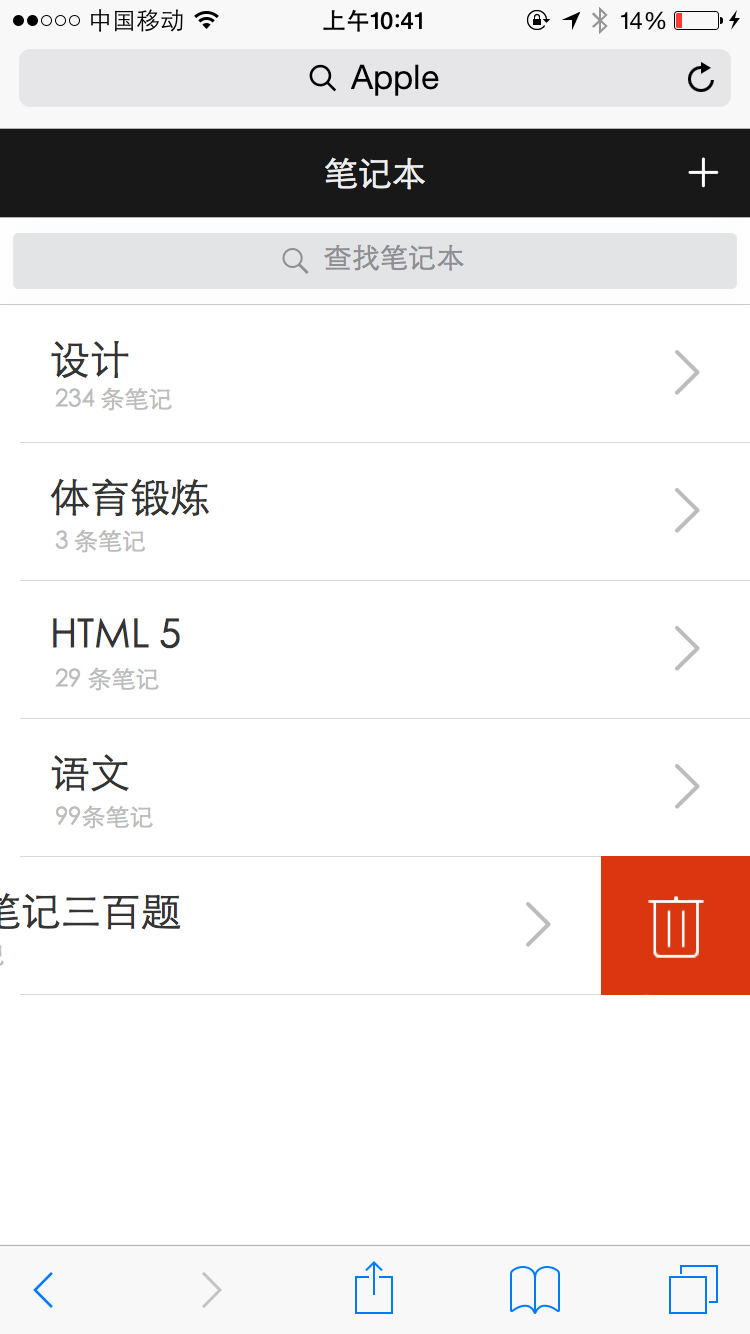 中国移动 上午10:41 14%
Apple
笔记本
查找笔记本
设计
234 条笔记
体育锻炼
3 条笔记
HTML 5
29 条笔记
语文
99条笔记
笔记三百题